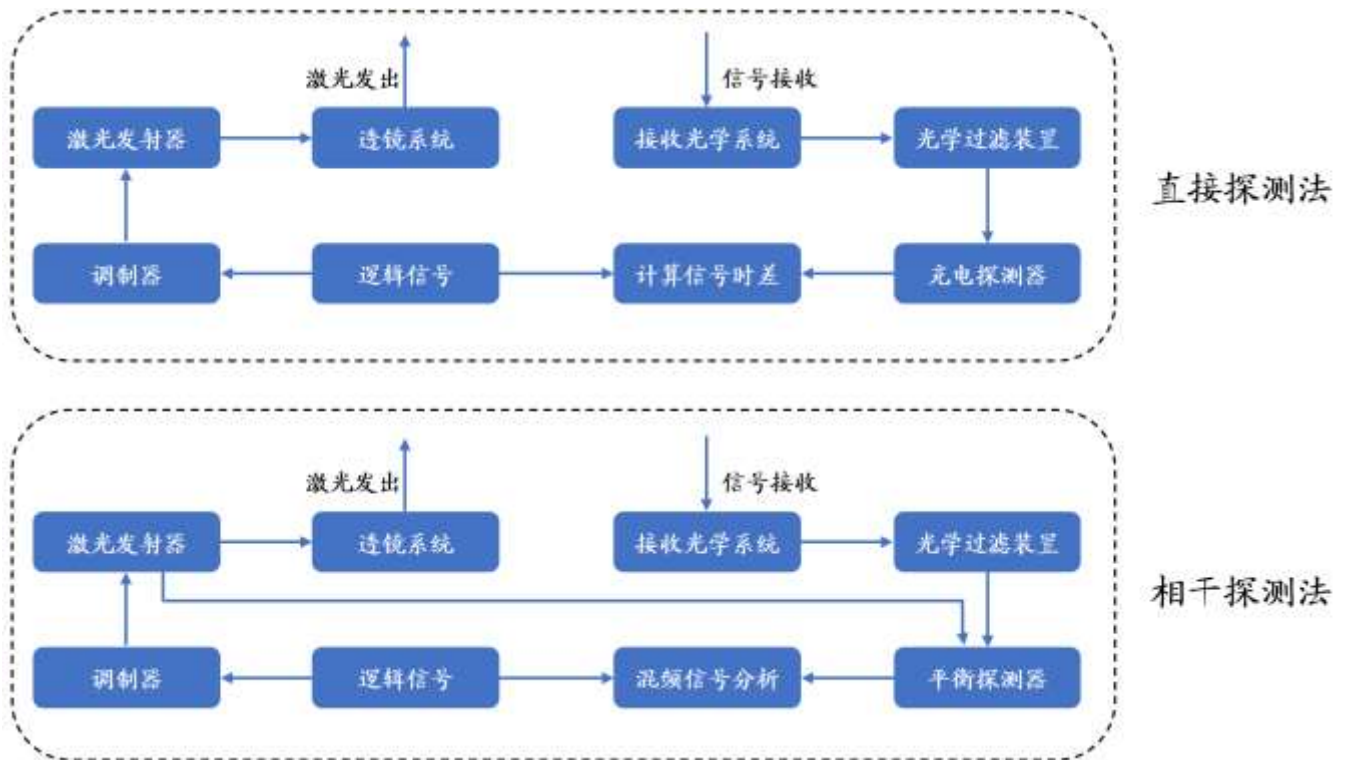 激光发出
信号接收
激光发射器
透镜系统
接收光学系统
光学过滤装置
直接探测法
调制器
逻辑信号
计算信号时差
充电探测器
激光发出
信号接收
激光发射器
透镜系统
接收光学系统
光学过滤装置
相干探测法
调制器
逻辑信号
混频信号分析
平衡探测器